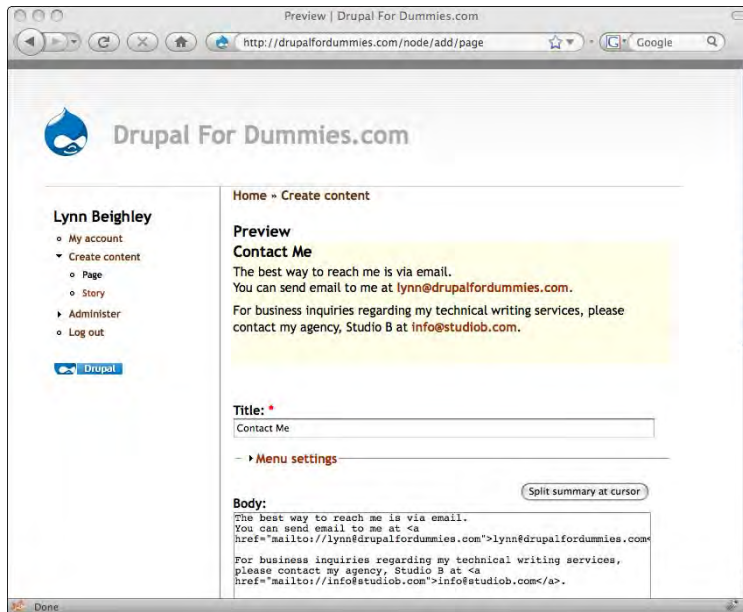 Preview | Drupal For Dummies.com
http://drupalfordummies.com/node/add/page
Google
Drupal For Dummies.com
Home » Create content
Lynn Beighley
My account
Create content
Page
Story
Administer
Log out
Drupal
Preview
Contact Me
The best way to reach me is via email.
You can send email to me at lynn@drupalfordummies.com.
For business inquiries regarding my technical writing services, please
contact my agency, Studio B at info@studiob.com.
Title: *
Contact Me
Menu settings
Split summary at cursor
Body:
The best way to reach me is via email.
You can send email to me at <a
href="mailto://lynn@drupalfordummies.com">lynn@drupalfordummies.com<
For business inquiries regarding my technical writing services,
please contact my agency, Studio B at <a
href="mailto://info@studiob.com">info@studiob.com</a>.
Done